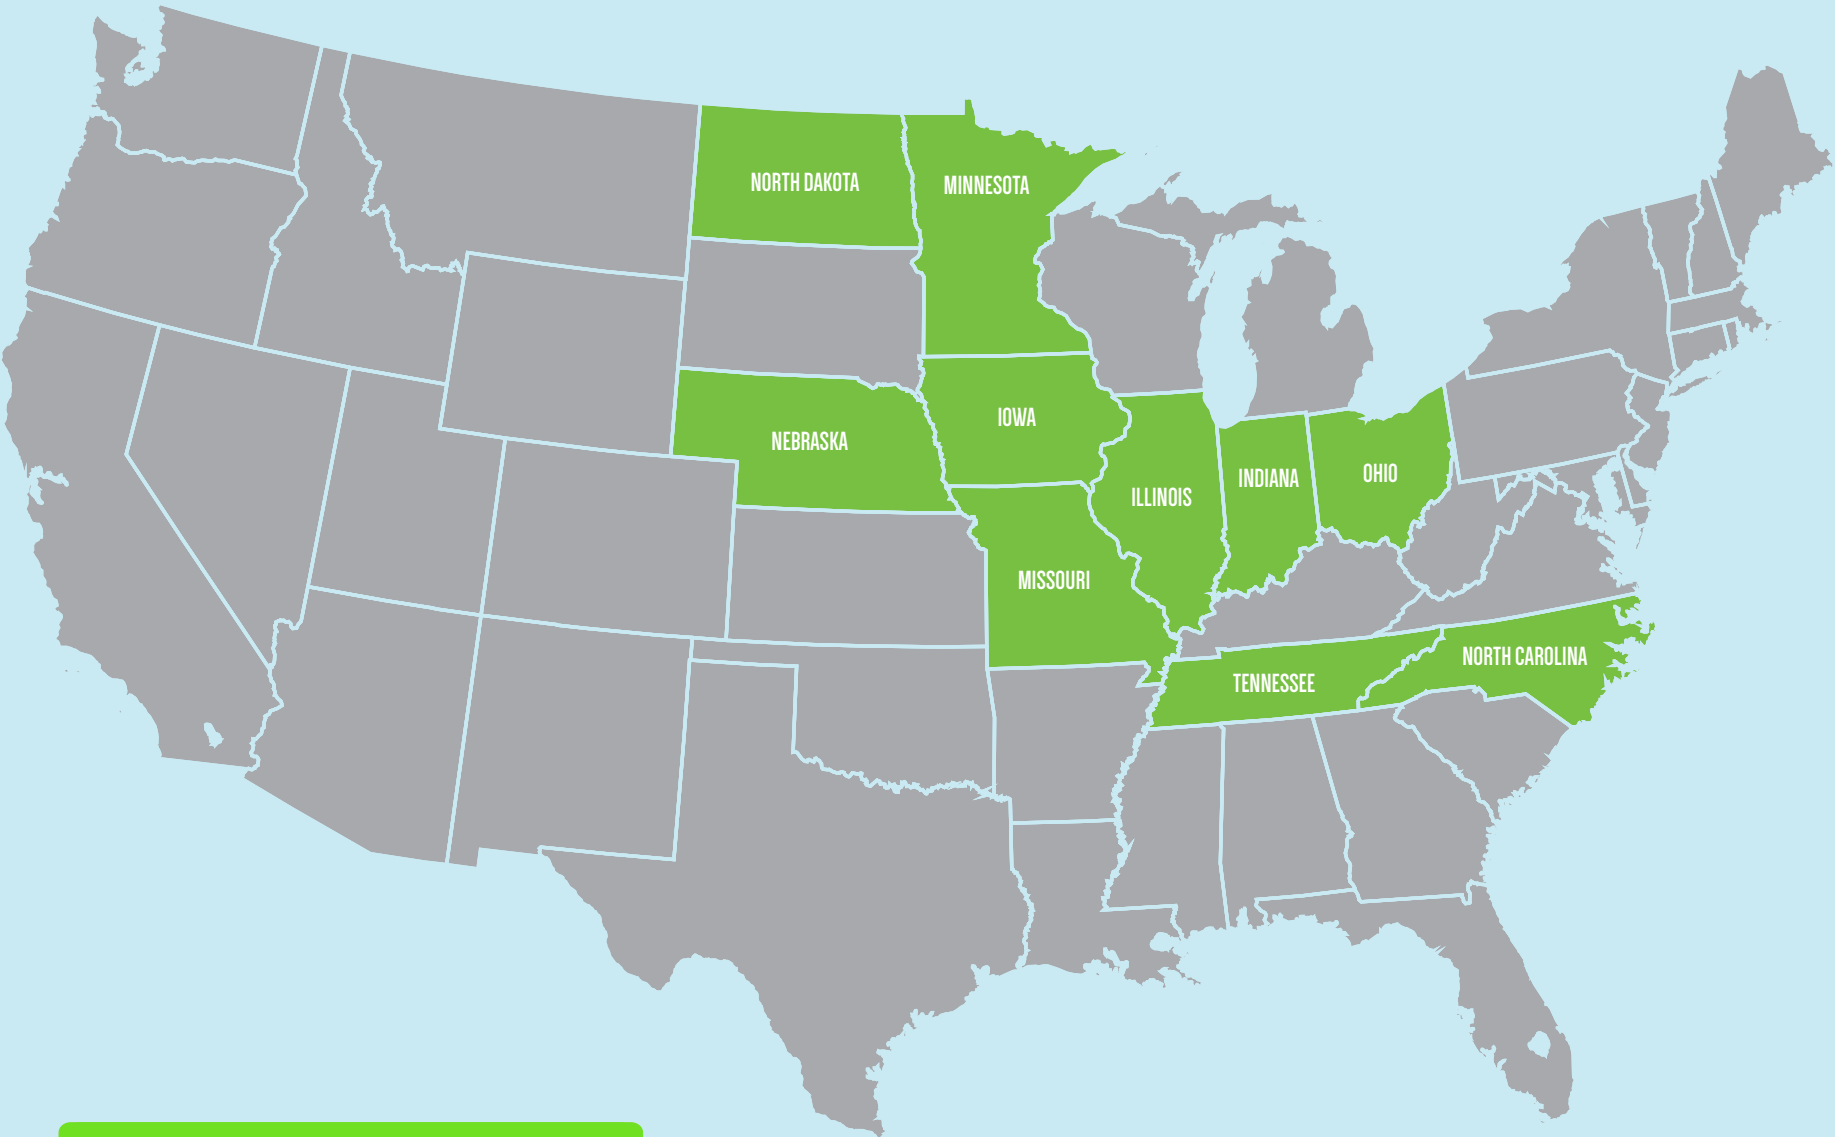 NORTH DAKOTA
MINNESOTA
IOWA
NEBRASKA
ILLINOIS
INDIANA
OHIO
MISSOURI
TENNESSEE
NORTH CAROLINA